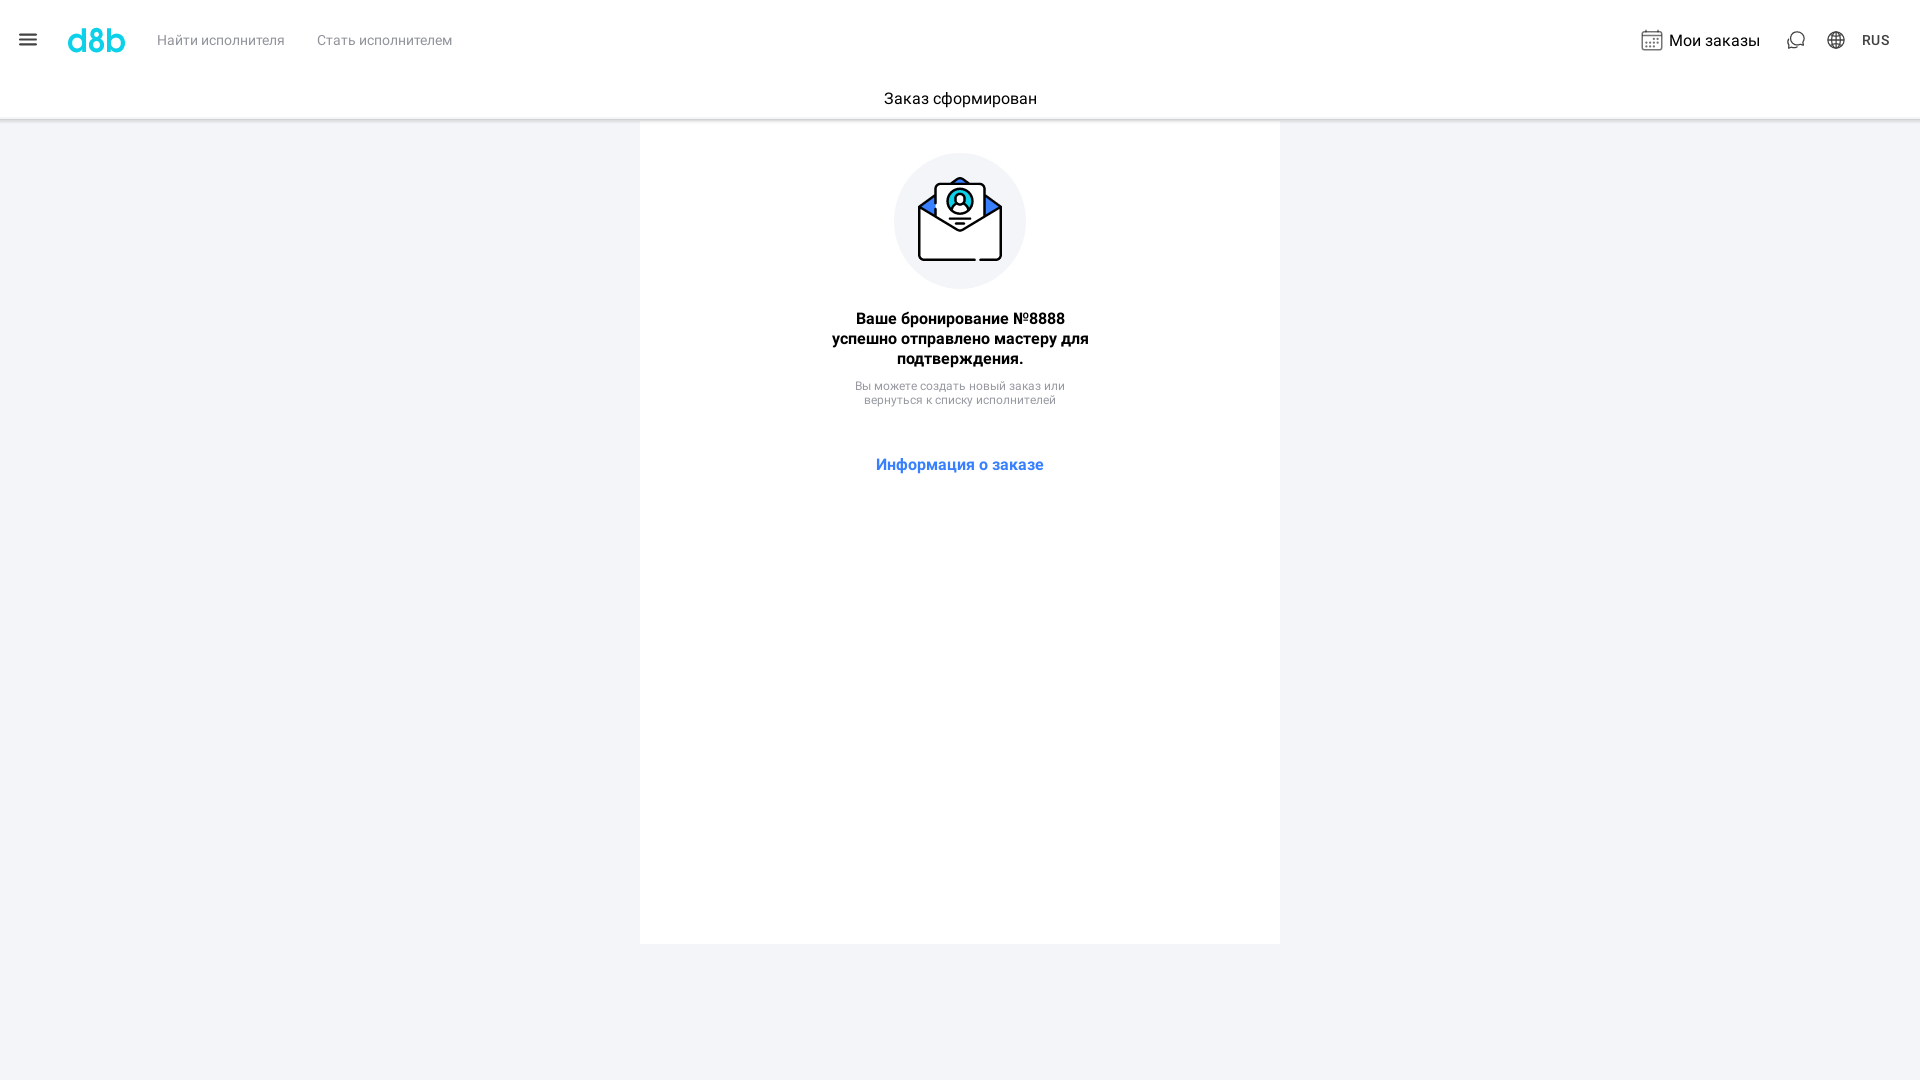 d8b
Найти исполнителя
Стать исполнителем
Мои заказы
RUS
Заказ сформирован
Ваше бронирование №8888
успешно отправлено мастеру для
подтверждения.
Вы можете создать новый заказ или
вернуться к списку исполнителей
Информация о заказе